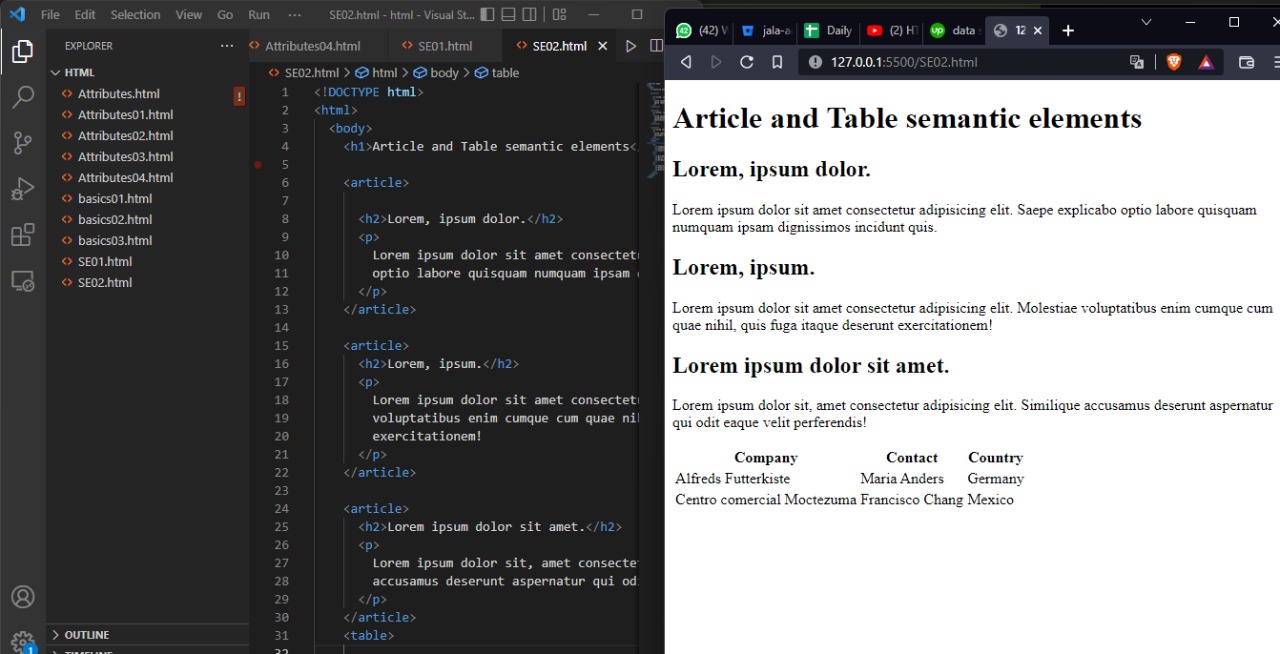 File Edit Selection View Go Run ··· SE02.html - html - Visual St...
EXPLORER ···
HTML
Attributes.html
Attributes01.html
Attributes02.html
Attributes03.html
Attributes04.html
basics01.html
basics02.html
basics03.html
SE01.html
SE02.html
OUTLINE
TIMELINE
1
Attributes04.html SE01.html SE02.html
SE02.html > html > body > table
1 <!DOCTYPE html>
2 <html>
3 <body>
4 <h1>Article and Table semantic elements<
5
6 <article>
7
8 <h2>Lorem, ipsum dolor.</h2>
9 <p>
10 Lorem ipsum dolor sit amet consectet
11 optio labore quisquam numquam ipsam
12 </p>
13 </article>
14
15 <article>
16 <h2>Lorem, ipsum.</h2>
17 <p>
18 Lorem ipsum dolor sit amet consectet
19 voluptatibus enim cumque cum quae ni
20 exercitationem!
21 </p>
22 </article>
23
24 <article>
25 <h2>Lorem ipsum dolor sit amet.</h2>
26 <p>
27 Lorem ipsum dolor sit, amet consecte
28 accusamus deserunt aspernatur qui od
29 </p>
30 </article>
31 <table>
32
(42) jala-a Daily (2) HT data 12
127.0.0.1:5500/SE02.html
Article and Table semantic elements
Lorem, ipsum dolor.
Lorem ipsum dolor sit amet consectetur adipisicing elit. Saepe explicabo optio labore quisquam
numquam ipsam dignissimos incidunt quis.
Lorem, ipsum.
Lorem ipsum dolor sit amet consectetur adipisicing elit. Molestiae voluptatibus enim cumque cum
quae nihil, quis fuga itaque deserunt exercitationem!
Lorem ipsum dolor sit amet.
Lorem ipsum dolor sit, amet consectetur adipisicing elit. Similique accusamus deserunt aspernatur
qui odit eaque velit perferendis!
Company Contact Country
Alfreds Futterkiste Maria Anders Germany
Centro comercial Moctezuma Francisco Chang Mexico